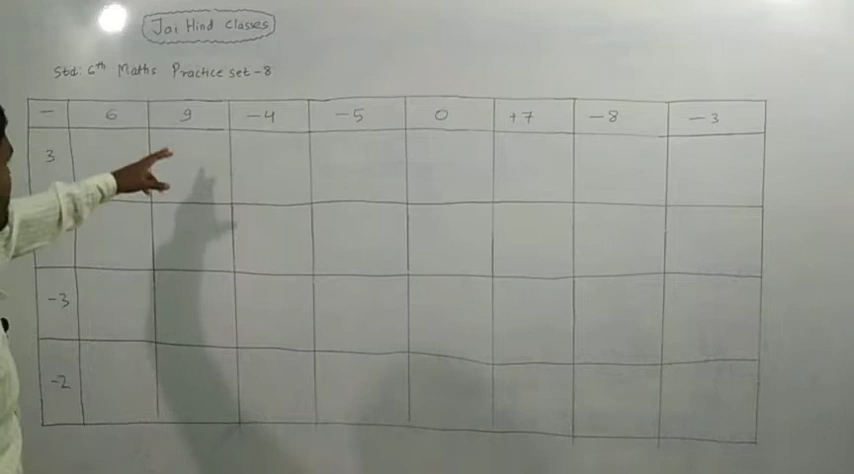 Jai Hind Classes
Std: 6th Maths Practice set - 8
- 6 9 -4 -5 0 +7 -8 -3
3
-3
-2